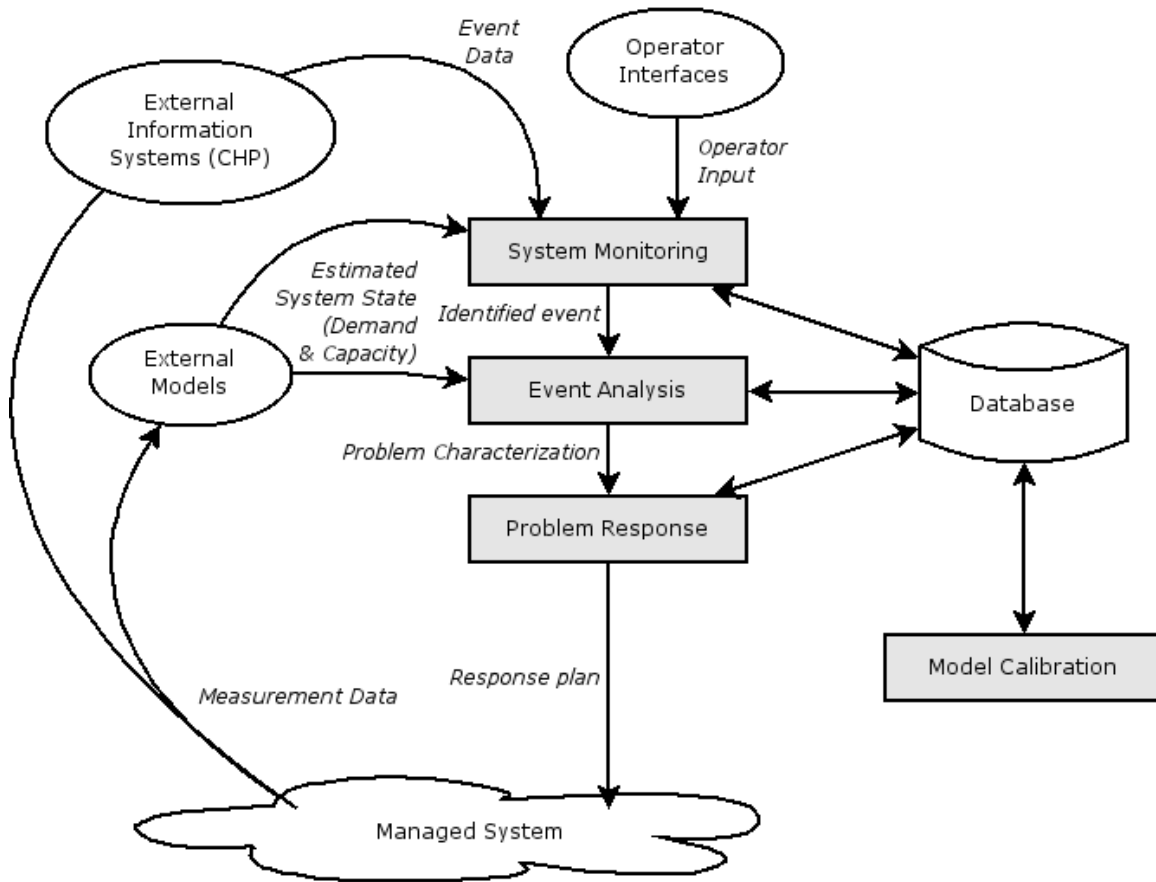 Event
Data
Operator
Interfaces
External
Information
Systems (CHP)
Operator
Input
System Monitoring
Estimated
System State
(Demand
& Capacity)
Identified event
External
Models
Event Analysis
Database
Problem Characterization
Problem Response
Model Calibration
Response plan
Measurement Data
Managed System